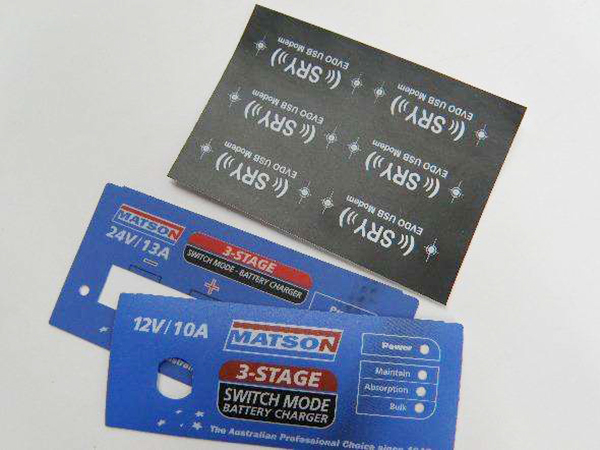 EVDO USB Modem
((( SRY )))
EVDO USB Modem
((( SRY )))
EVDO USB Modem
((( SRY )))
EVDO USB Modem
((( SRY )))
EVDO USB Modem
((( SRY )))
EVDO USB Modem
((( SRY )))
MATSON
24V/13A
3-STAGE
SWITCH MODE - BATTERY CHARGER
12V/10A
MATSON
3-STAGE
SWITCH MODE
BATTERY CHARGER
The Australian Professional Choice since
Power
Maintain
Absorption
Bulk